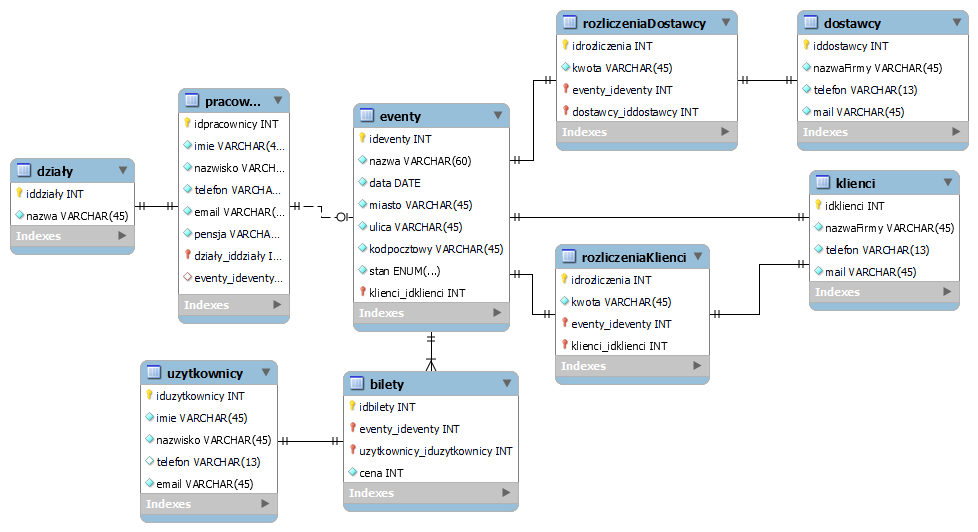 działy
iddziały INT
nazwa VARCHAR(45)
Indexes
pracow...
idpracownicy INT
imie VARCHAR(4...
nazwisko VARCH...
telefon VARCHA...
email VARCHAR(...
pensja VARCHA...
działy_iddziały I...
eventy_ideventy...
Indexes
eventy
ideventy INT
nazwa VARCHAR(60)
data DATE
miasto VARCHAR(45)
ulica VARCHAR(45)
kodpocztowy VARCHAR(45)
stan ENUM(...)
klienci_idklienci INT
Indexes
rozliczeniaDostawcy
idrozliczenia INT
kwota VARCHAR(45)
eventy_ideventy INT
dostawcy_iddostawcy INT
Indexes
dostawcy
iddostawcy INT
nazwaFirmy VARCHAR(45)
telefon VARCHAR(13)
mail VARCHAR(45)
Indexes
klienci
idklienci INT
nazwaFirmy VARCHAR(45)
telefon VARCHAR(13)
mail VARCHAR(45)
Indexes
rozliczeniaKlienci
idrozliczenia INT
kwota VARCHAR(45)
eventy_ideventy INT
klienci_idklienci INT
Indexes
uzytkownicy
iduzytkownicy INT
imie VARCHAR(45)
nazwisko VARCHAR(45)
telefon VARCHAR(13)
email VARCHAR(45)
Indexes
bilety
idbilety INT
eventy_ideventy INT
uzytkownicy_iduzytkownicy INT
cena INT
Indexes